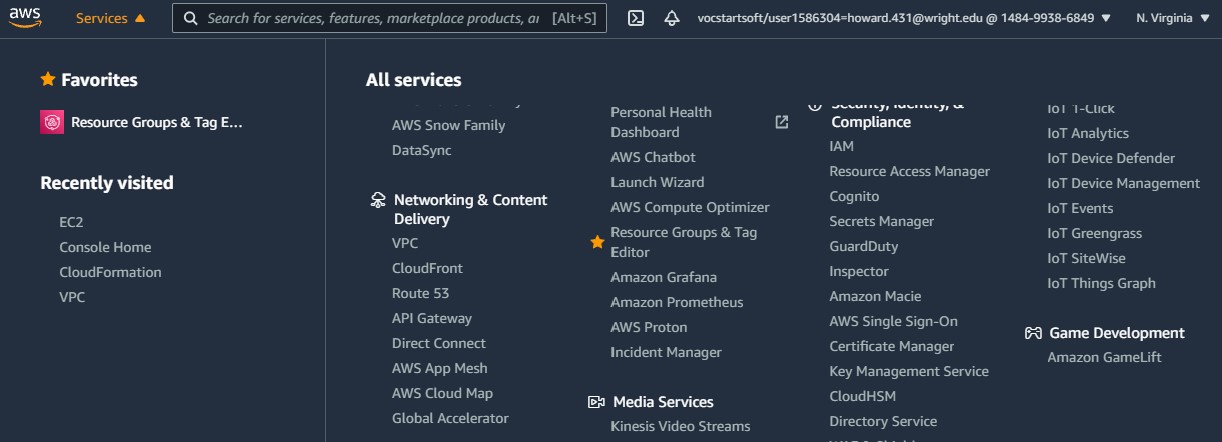 aws
Services
Search for services, features, marketplace products, ar [Alt+S]
vocstartsoft/user1586304=howard.431@wright.edu @ 1484-9938-6849
N. Virginia
Favorites
Resource Groups & Tag E...
Recently visited
EC2
Console Home
CloudFormation
VPC
All services
AWS Snow Family
DataSync
Networking & Content
Delivery
VPC
CloudFront
Route 53
API Gateway
Direct Connect
AWS App Mesh
AWS Cloud Map
Global Accelerator
Personal Health
Dashboard
AWS Chatbot
Launch Wizard
AWS Compute Optimizer
Resource Groups & Tag
Editor
Amazon Grafana
Amazon Prometheus
AWS Proton
Incident Manager
Media Services
Kinesis Video Streams
Security, Identity, &
Compliance
IAM
Resource Access Manager
Cognito
Secrets Manager
GuardDuty
Inspector
Amazon Macie
AWS Single Sign-On
Certificate Manager
Key Management Service
CloudHSM
Directory Service
IoT 1-Click
IoT Analytics
IoT Device Defender
IoT Device Management
IoT Events
IoT Greengrass
IoT SiteWise
IoT Things Graph
Game Development
Amazon GameLift